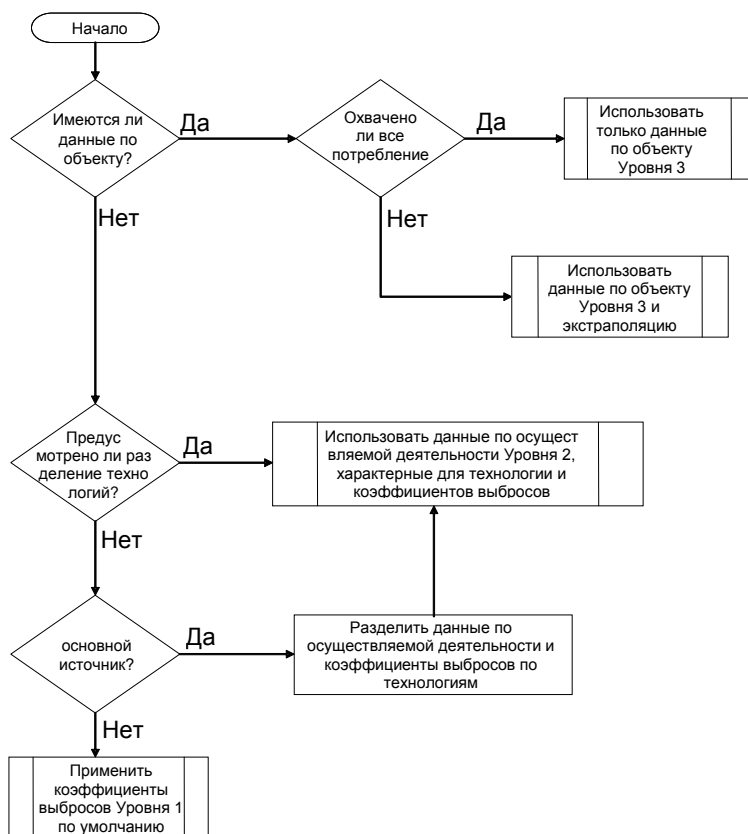 Начало
Имеются ли
данные по
объекту?
Да
Охвачено
ли все
потребление
Да
Использовать
только данные
по объекту
Уровня 3
Нет
Нет
Использовать
данные по объекту
Уровня 3 и
экстраполяцию
Предус
мотрено ли раз
деление техно
логий?
Да
Использовать данные по осущест
вляемой деятельности Уровня 2,
характерные для технологии и
коэффициентов выбросов
Нет
основной
источник?
Да
Разделить данные по
осуществляемой деятельности и
коэффициенты выбросов по
технологиям
Нет
Применить
коэффициенты
выбросов Уровня 1
по умолчанию